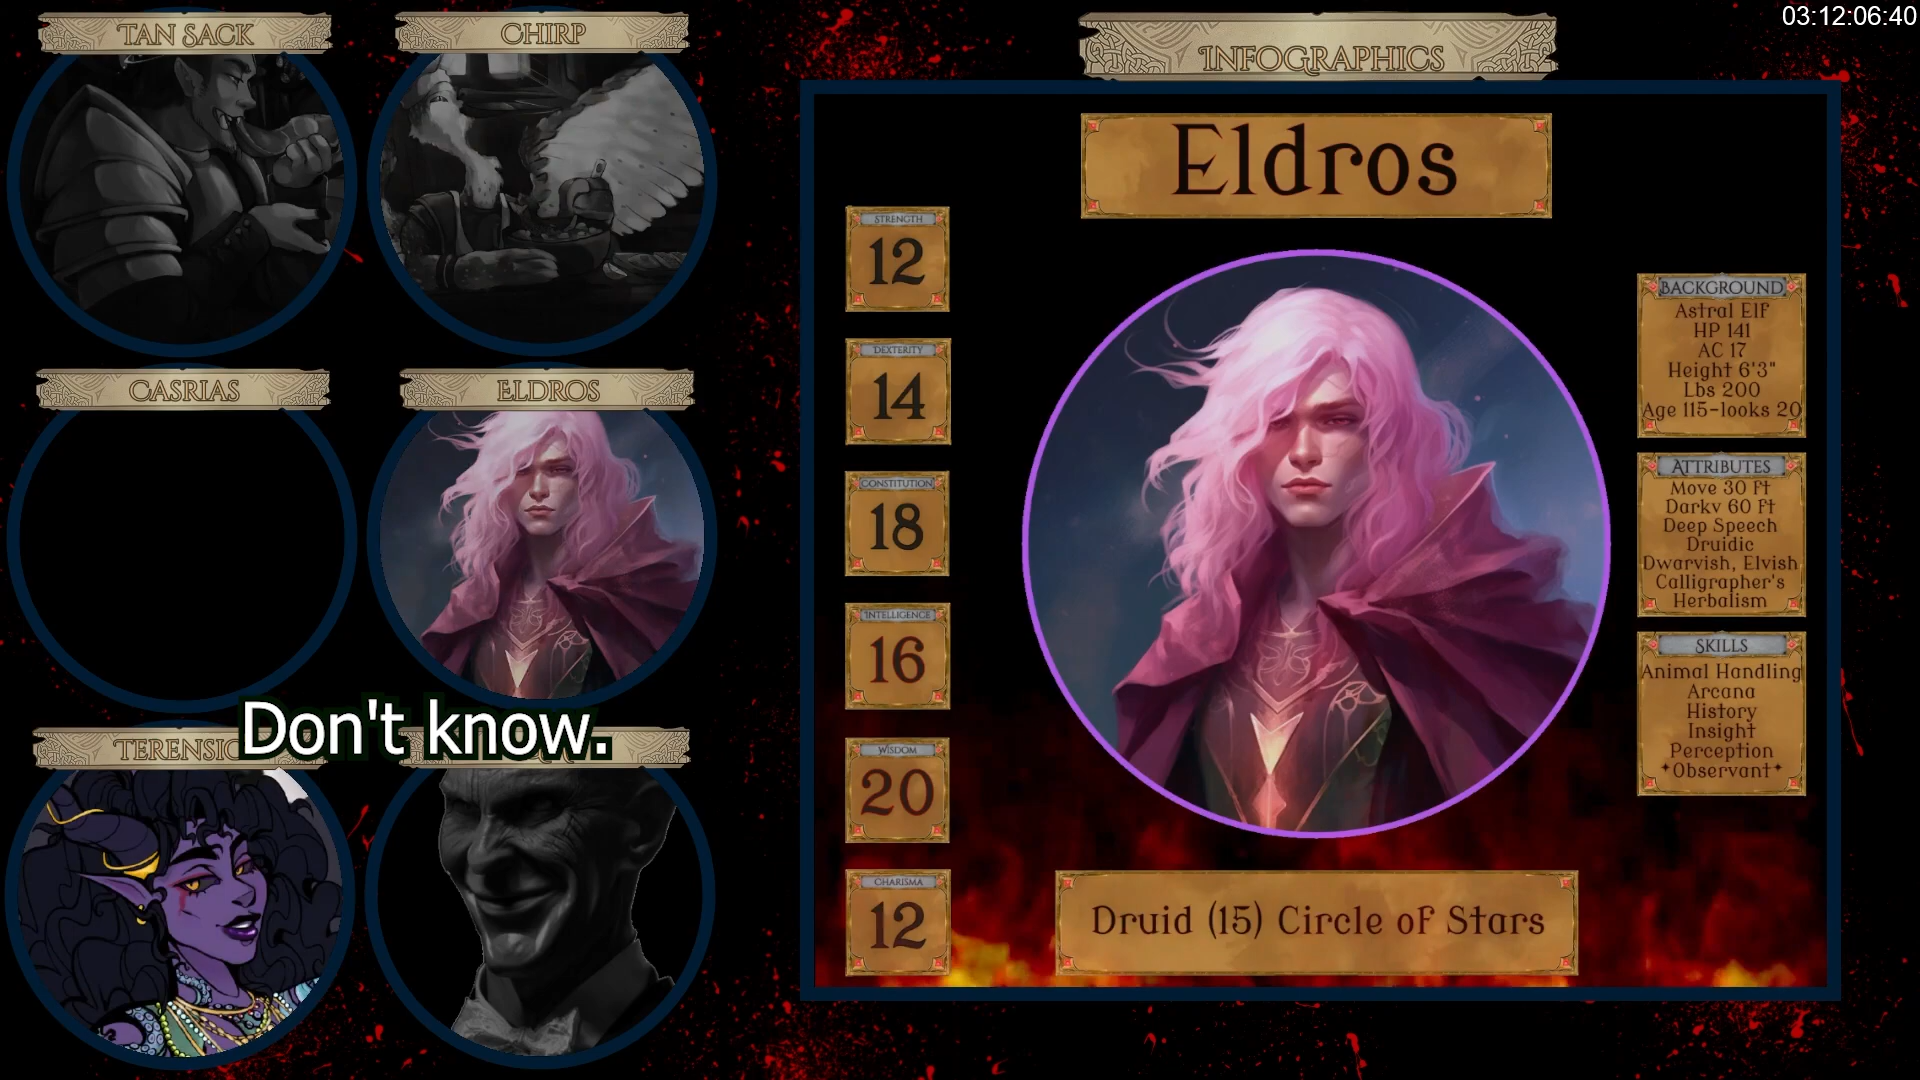 03:12:06:40
TAN SACK
CHIRP
INFOGRAPHICS
Eldros
STRENGTH
12
DEXTERITY
14
CONSTITUTION
18
INTELLIGENCE
16
WISDOM
20
CHARISMA
12
BACKGROUND
Astral Elf
HP 141
AC 17
Height 6'3"
Lbs 200
Age 115-looks 20
ATTRIBUTES
Move 30 Ft
Darkv 60 Ft
Deep Speech
Druidic
Dwarvish, Elvish
Calligrapher's
Herbalism
SKILLS
Animal Handling
Arcana
History
Insight
Perception
*Observant*
Druid (15) Circle of Stars
CASRIAS
ELDROS
Don't know.